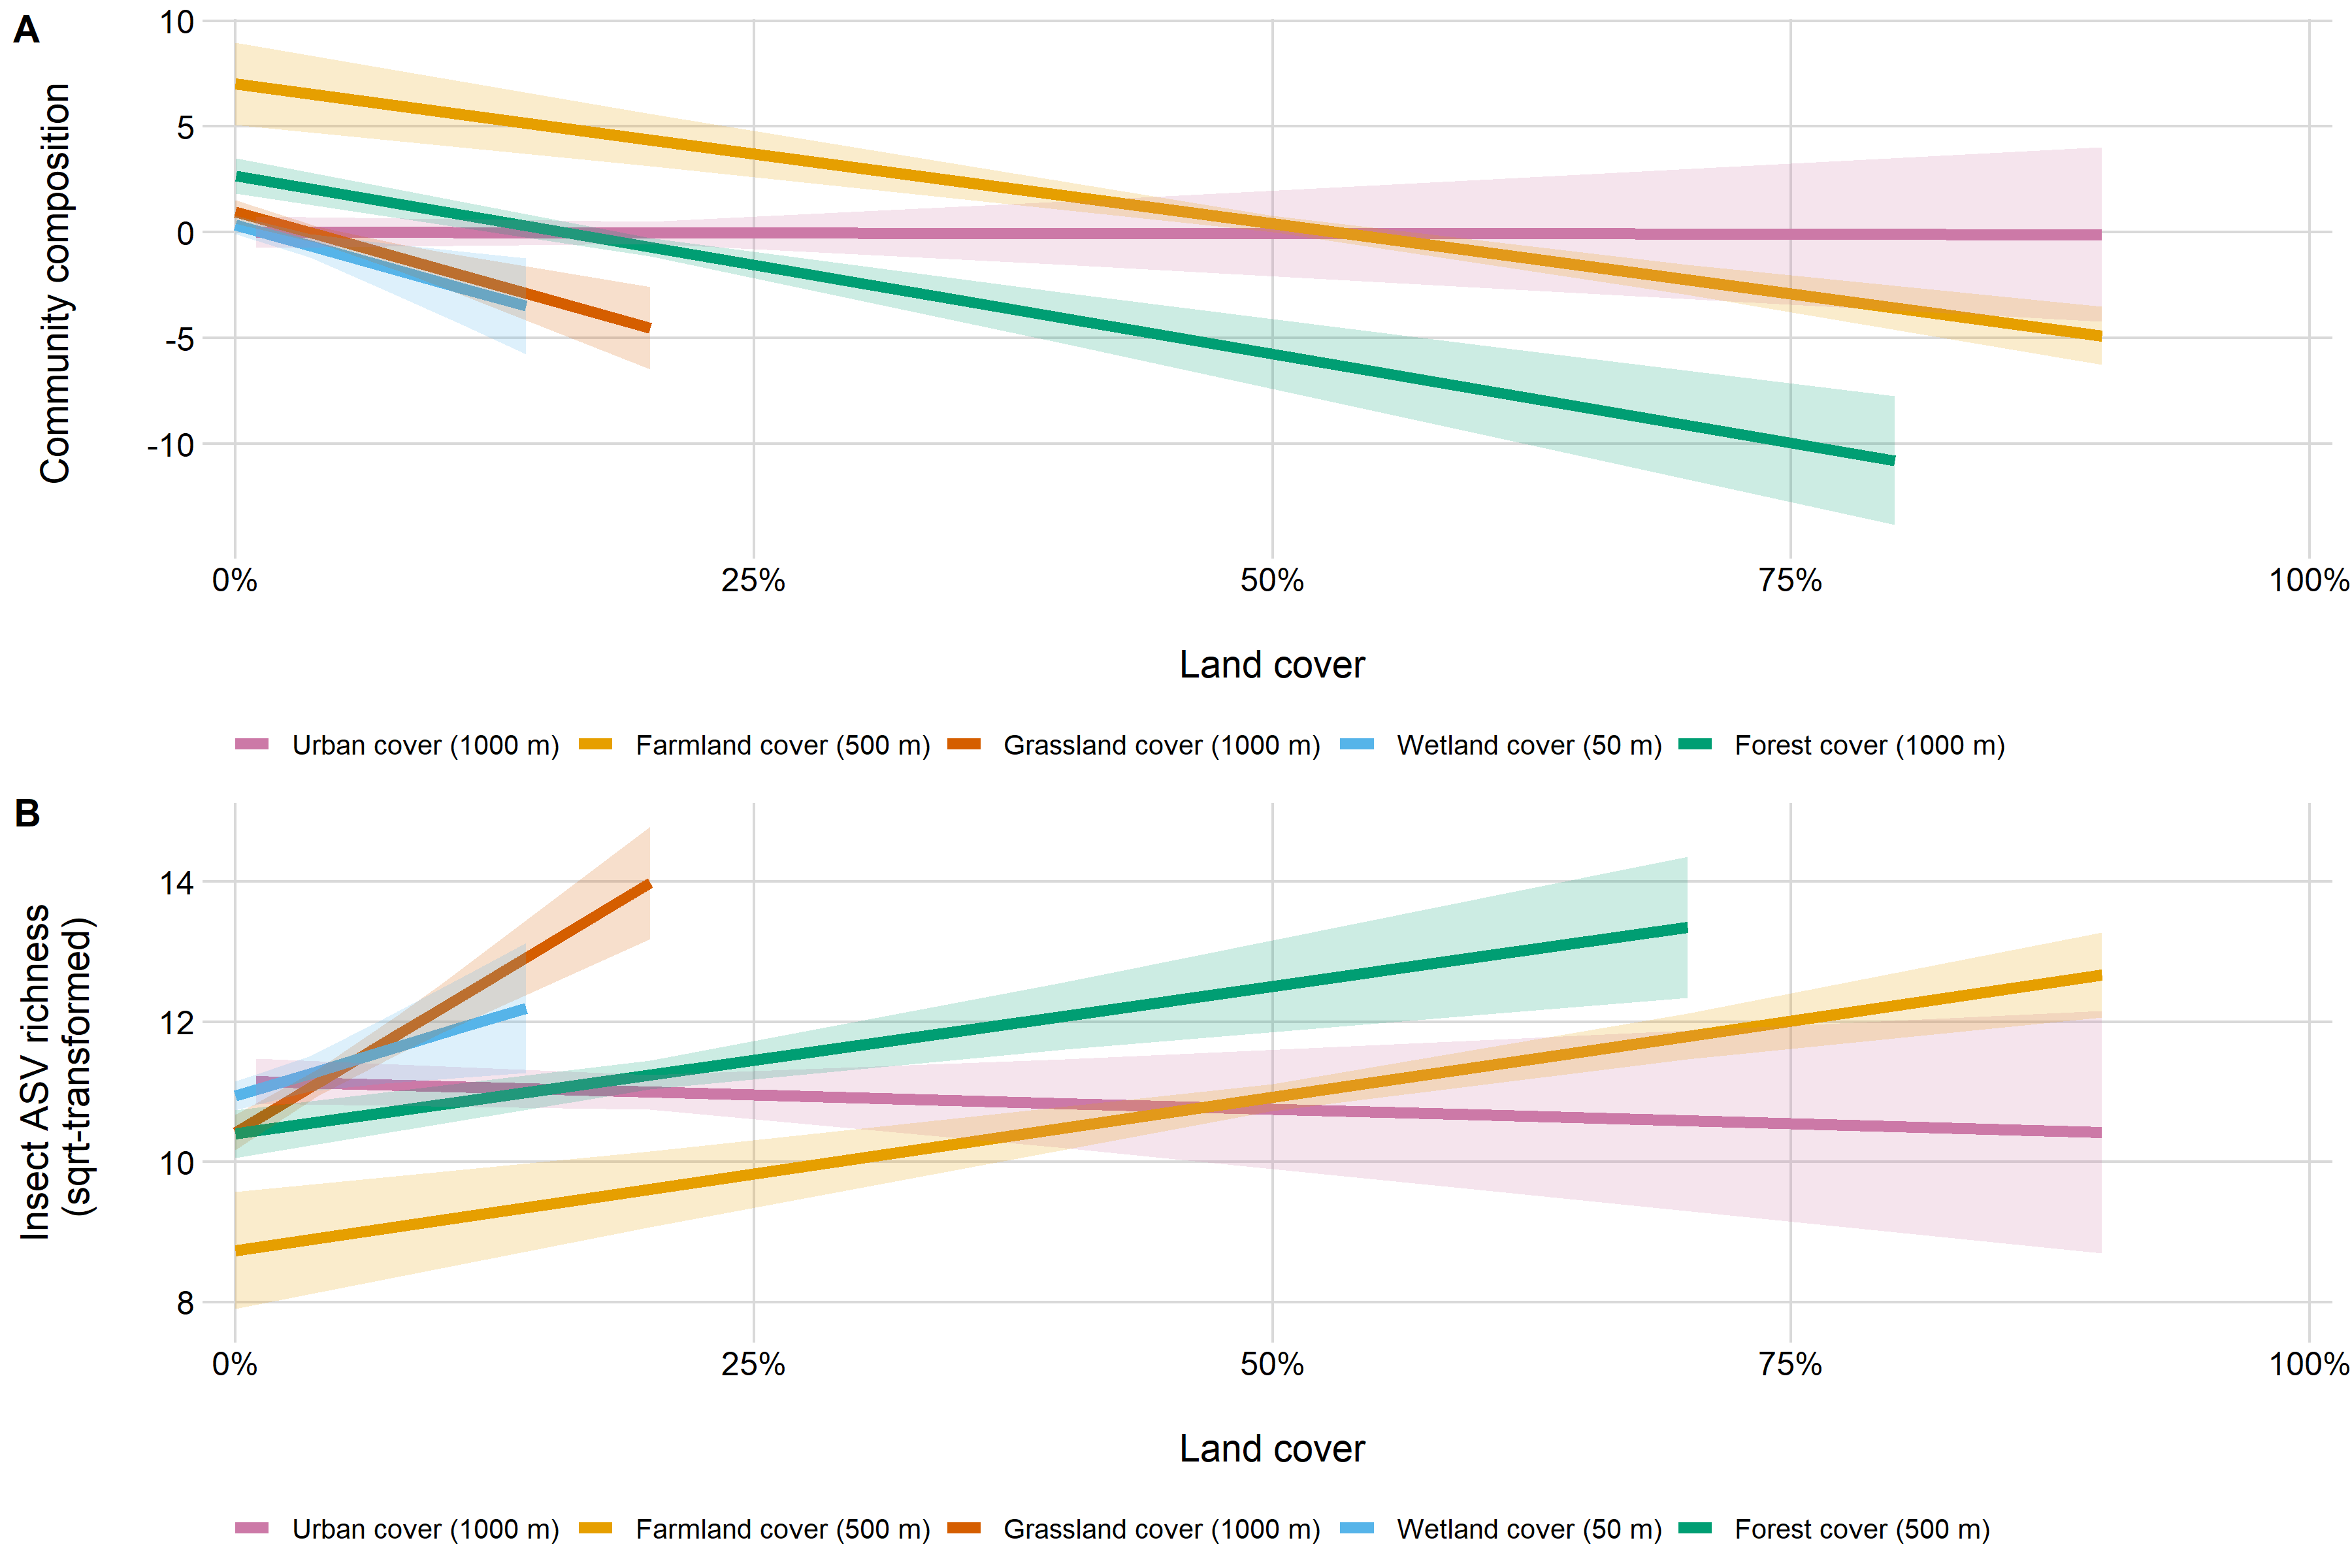 A
10
5
0
-5
-10
Community composition
0% 25% 50% 75% 100%
Land cover
Urban cover (1000 m) Farmland cover (500 m) Grassland cover (1000 m) Wetland cover (50 m) Forest cover (1000 m)
B
14
12
10
8
Insect ASV richness
(sqrt-transformed)
0% 25% 50% 75% 100%
Land cover
Urban cover (1000 m) Farmland cover (500 m) Grassland cover (1000 m) Wetland cover (50 m) Forest cover (500 m)